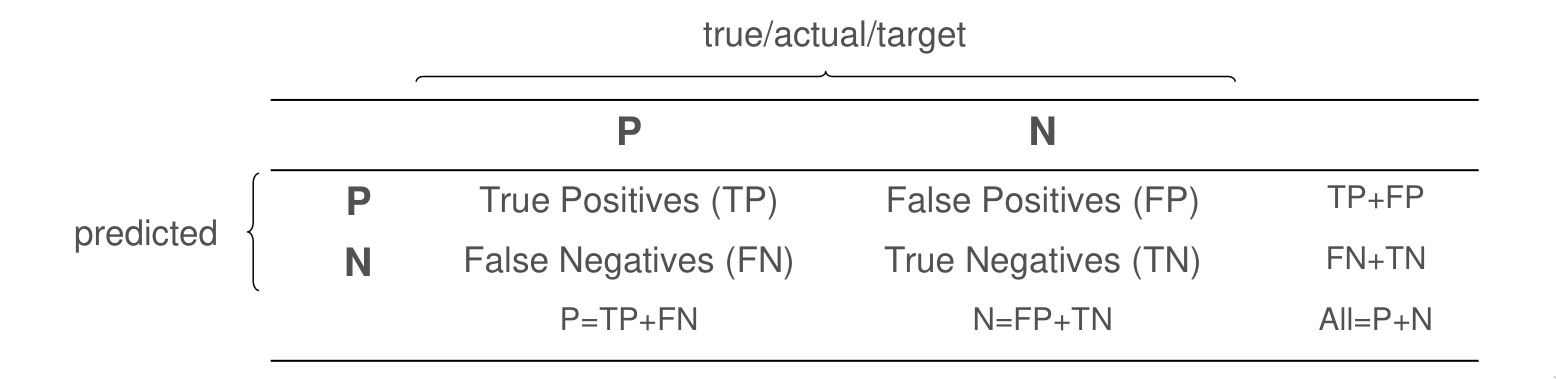 true/actual/target
P N
predicted
P True Positives (TP) False Positives (FP) TP+FP
N False Negatives (FN) True Negatives (TN) FN+TN
P=TP+FN N=FP+TN All=P+N